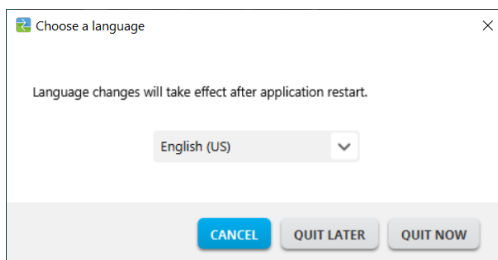 Choose a language
Language changes will take effect after application restart.
English (US)
CANCEL QUIT LATER QUIT NOW